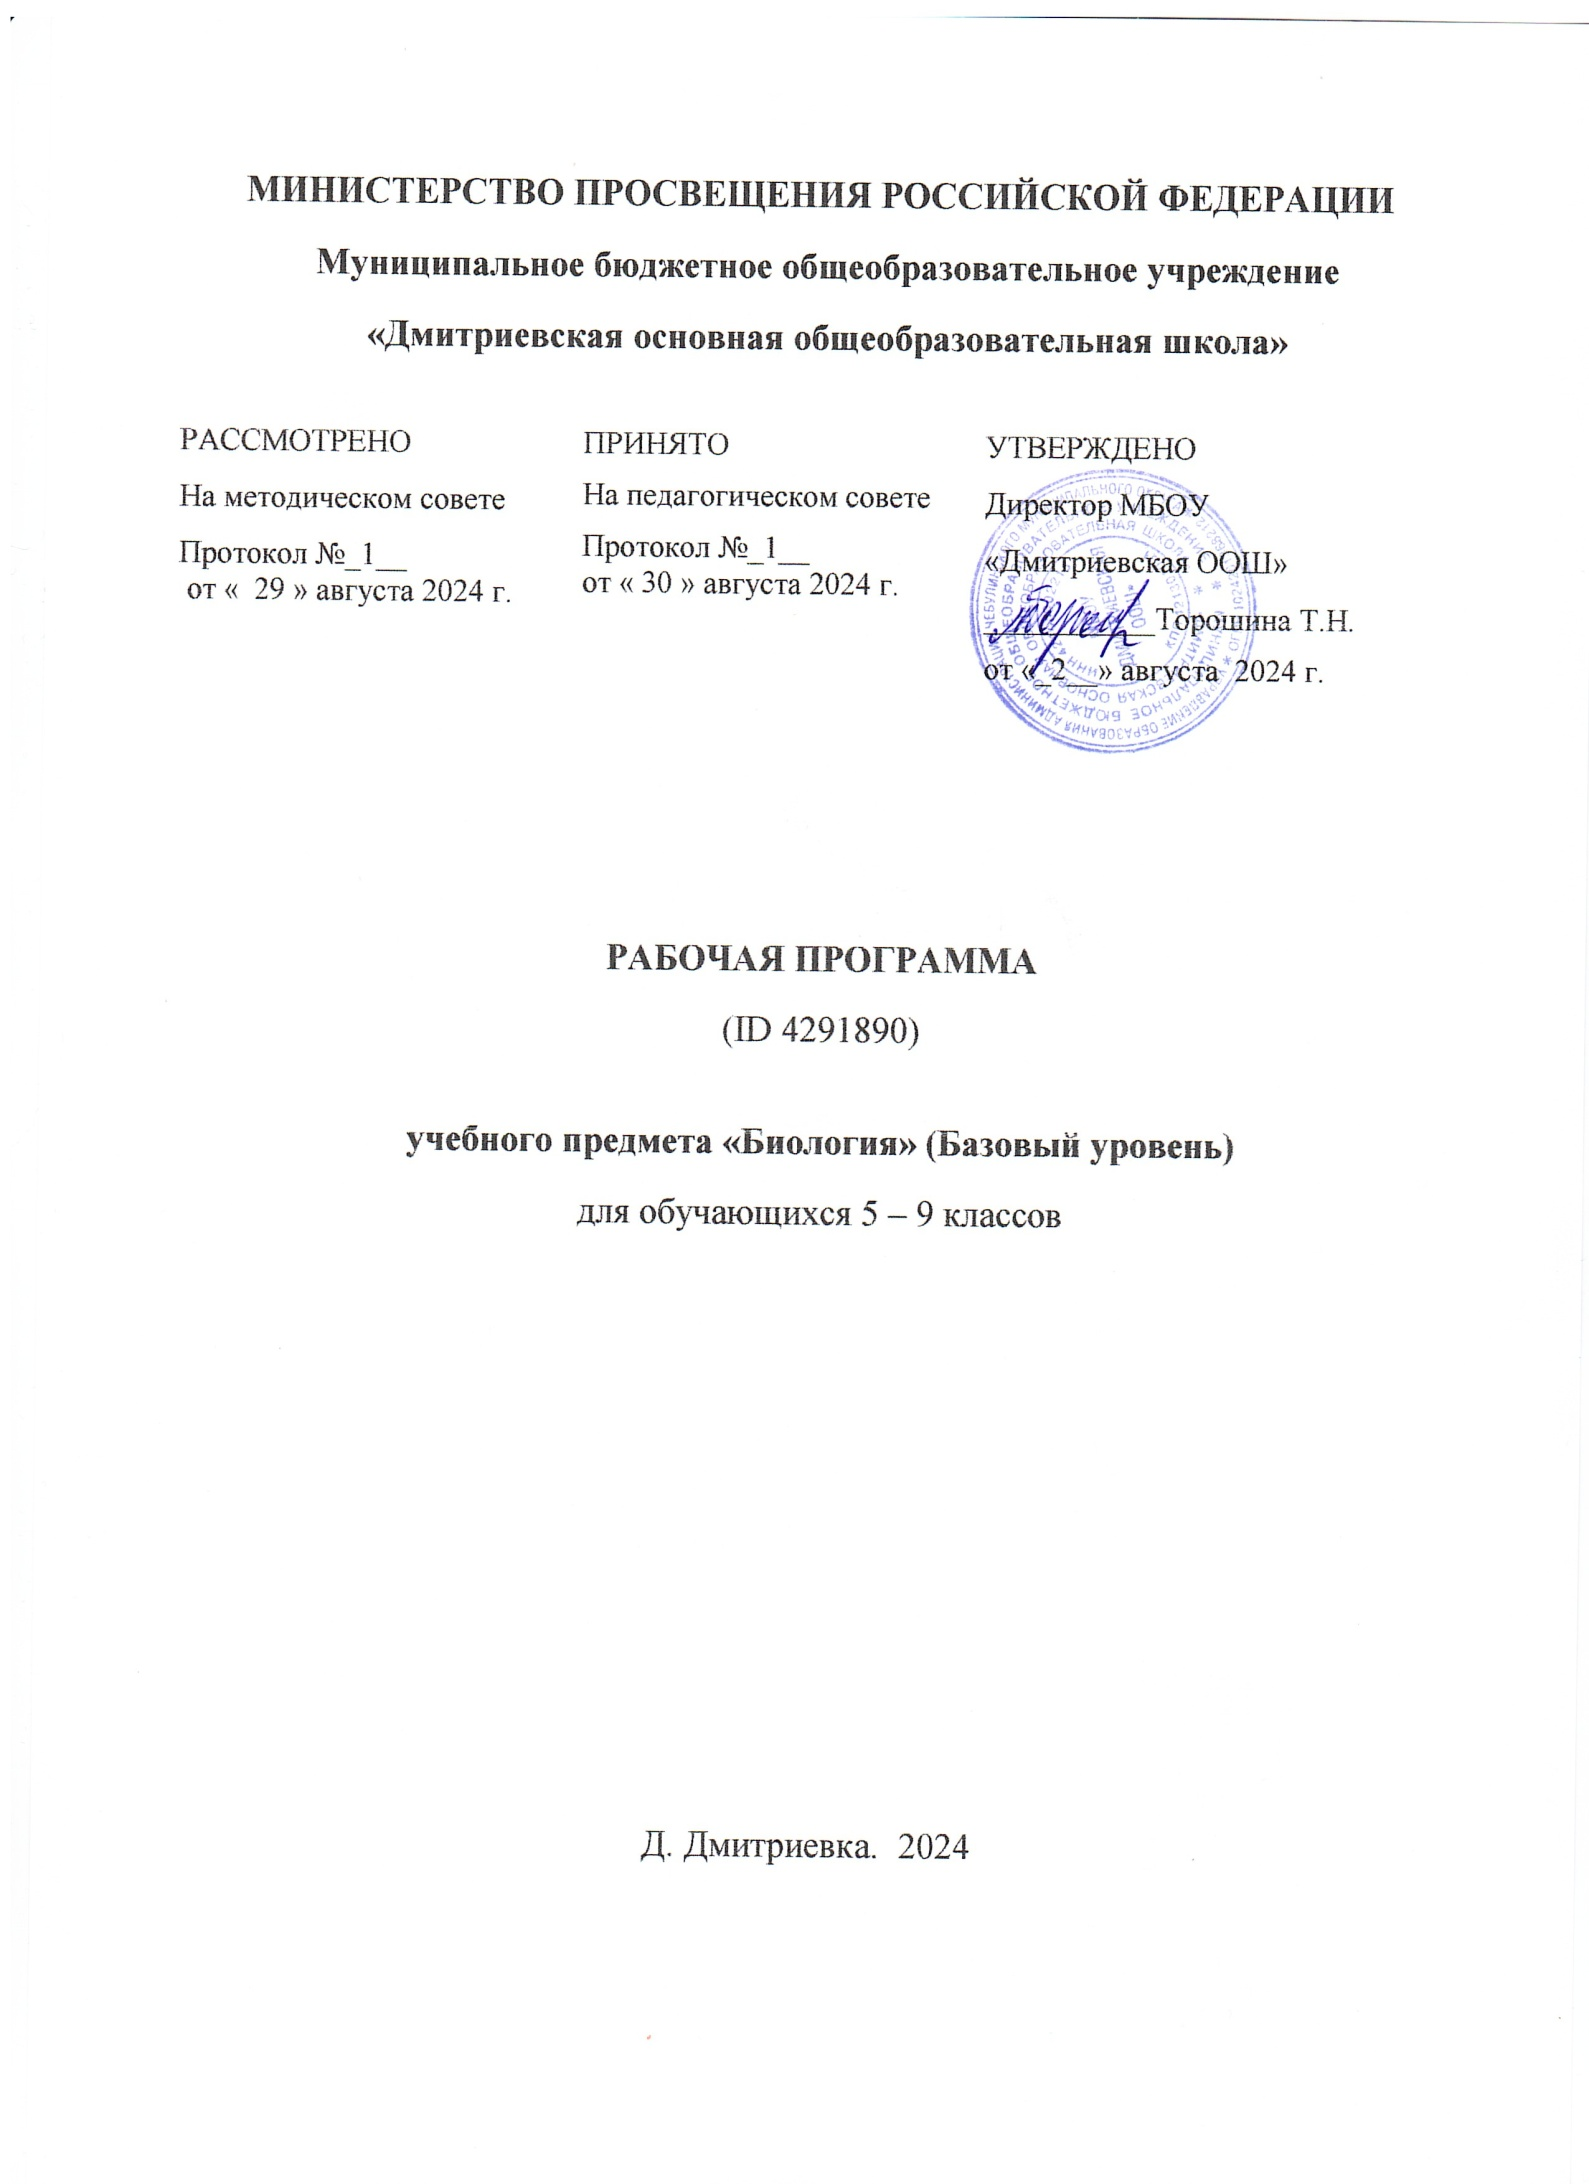 МИНИСТЕРСТВО ПРОСВЕЩЕНИЯ РОССИЙСКОЙ ФЕДЕРАЦИИ
Муниципальное бюджетное общеобразовательное учреждение
«Дмитриевская основная общеобразовательная школа»
РАССМОТРЕНО
На методическом совете
Протокол №_1__
от «  29 » августа 2024 г.
ПРИНЯТО
На педагогическом совете
Протокол №_1__
от « 30 » августа 2024 г.
УТВЕРЖДЕНО
Директор МБОУ
«Дмитриевская ООШ»
___________Торошина Т.Н.
от «_2__» августа  2024 г.
РАБОЧАЯ ПРОГРАММА
(ID 4291890)
учебного предмета «Биология» (Базовый уровень)
для обучающихся 5 – 9 классов
Д. Дмитриевка.  2024